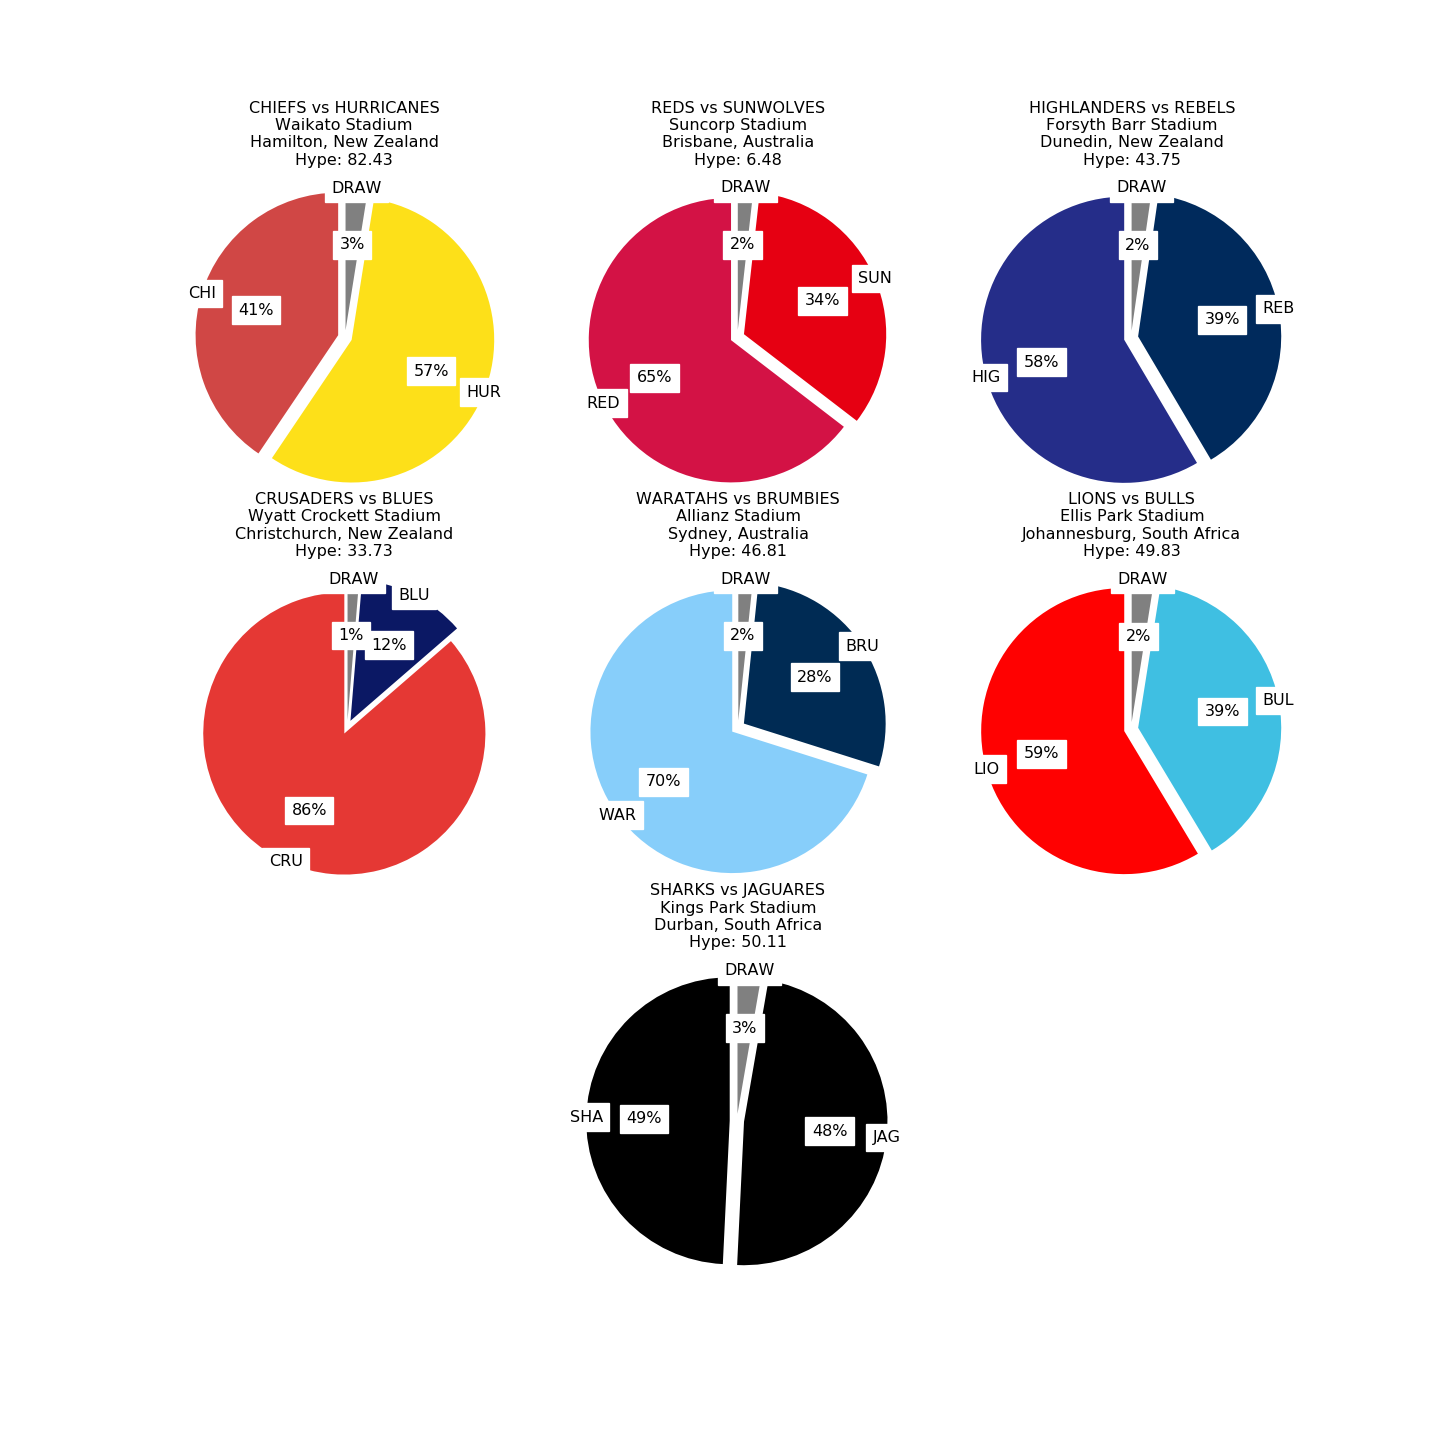 CHIEFS vs HURRICANES
Waikato Stadium
Hamilton, New Zealand
Hype: 82.43
DRAW
3%
CHI
41%
57%
HUR
REDS vs SUNWOLVES
Suncorp Stadium
Brisbane, Australia
Hype: 6.48
DRAW
2%
SUN
34%
65%
RED
HIGHLANDERS vs REBELS
Forsyth Barr Stadium
Dunedin, New Zealand
Hype: 43.75
DRAW
2%
REB
39%
58%
HIG
CRUSADERS vs BLUES
Wyatt Crockett Stadium
Christchurch, New Zealand
Hype: 33.73
DRAW
BLU
1%
12%
86%
CRU
WARATAHS vs BRUMBIES
Allianz Stadium
Sydney, Australia
Hype: 46.81
DRAW
2%
BRU
28%
70%
WAR
LIONS vs BULLS
Ellis Park Stadium
Johannesburg, South Africa
Hype: 49.83
DRAW
2%
BUL
39%
59%
LIO
SHARKS vs JAGUARES
Kings Park Stadium
Durban, South Africa
Hype: 50.11
DRAW
3%
SHA
49%
48%
JAG